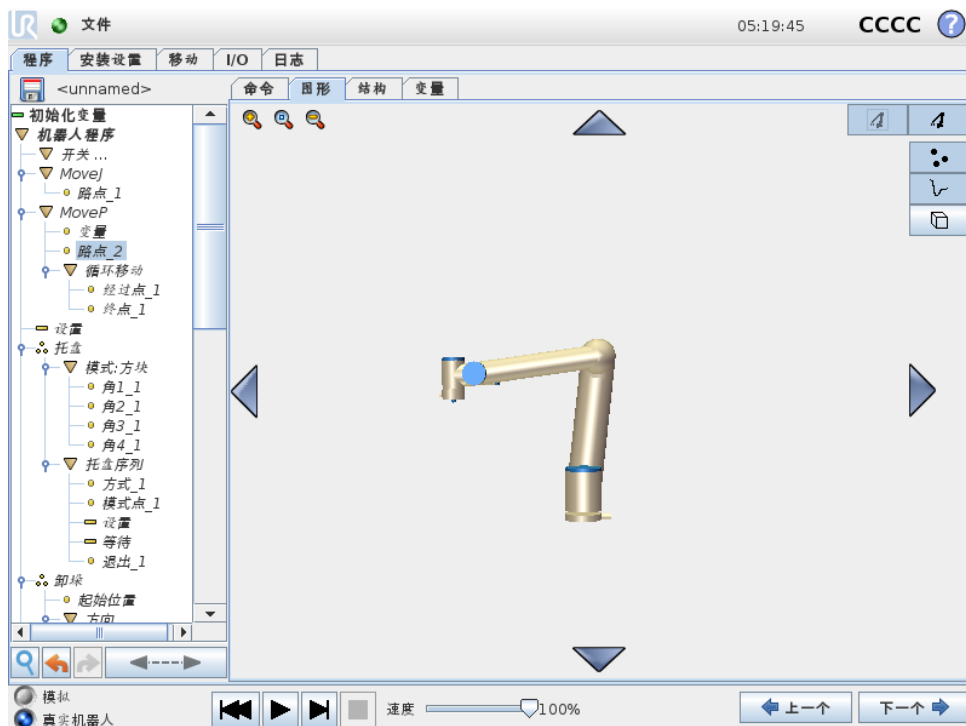 UR 文件 05:19:45 CCCC ?
程序 安装设置 移动 I/O 日志
<unnamed>
命令 图形 结构 变量
初始化变量
机器人程序
开关 ...
MoveJ
路点_1
MoveP
变量
路点_2
循环移动
经过点_1
终点_1
设置
托盘
模式:方块
角1_1
角2_1
角3_1
角4_1
托盘序列
方式_1
模式点_1
设置
等待
退出_1
卸垛
起始位置
方向
模拟
真实机器人
速度 100%
上一个 下一个